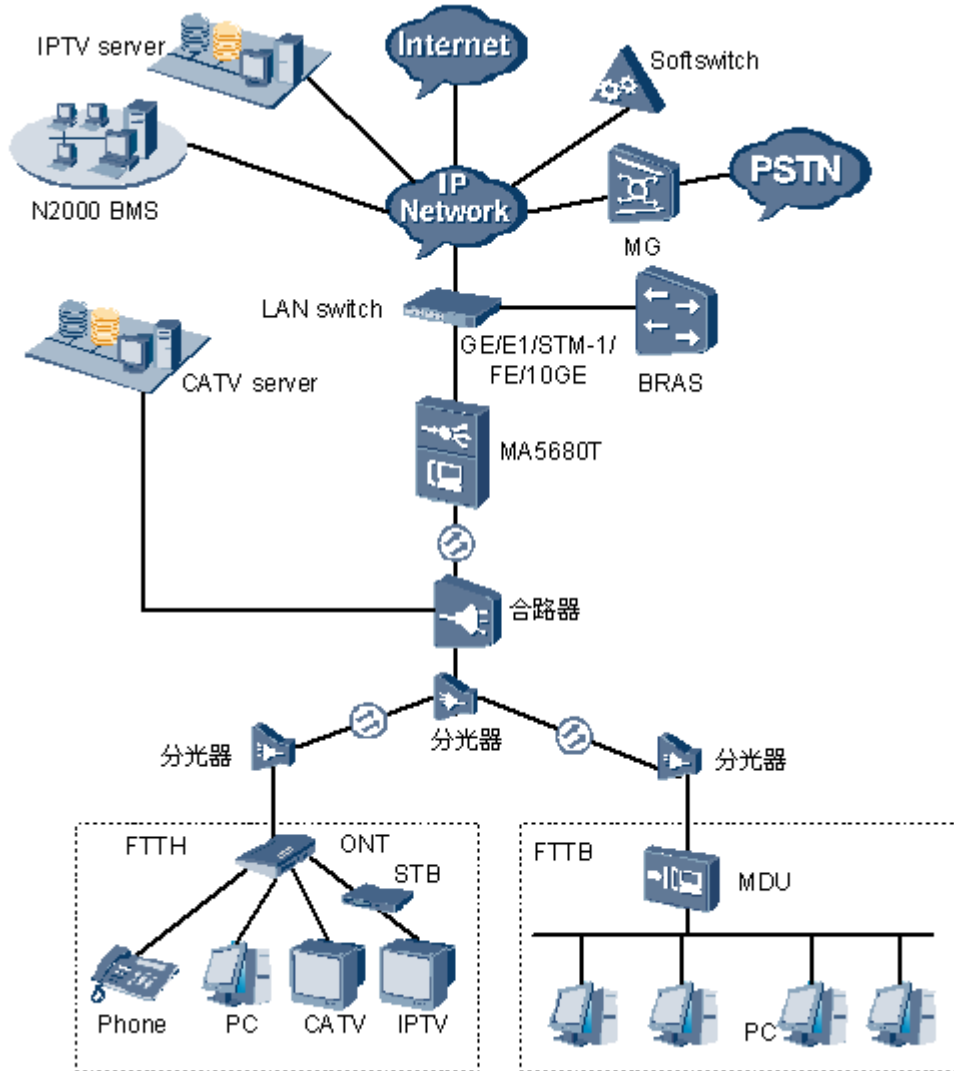 IPTV server
Internet
Softswitch
N2000 BMS
IP
Network
MG
PSTN
LAN switch
GE/E1/STM-1/
FE/10GE
BRAS
CATV server
MA5680T
合路器
分光器
分光器
分光器
FTTH
ONT
STB
Phone
PC
CATV
IPTV
FTTB
MDU
PC